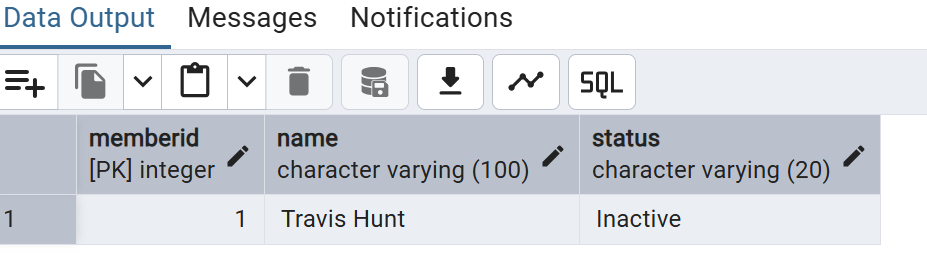 Data Output Messages Notifications
SQL
memberid name status
[PK] integer character varying (100) character varying (20)
1 1 Travis Hunt Inactive